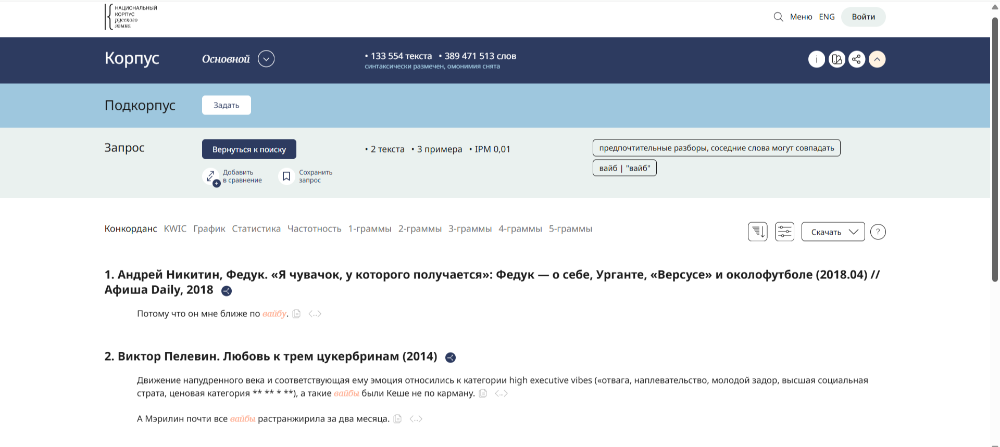 НАЦИОНАЛЬНЫЙ
КОРПУС
русского
языка
Меню ENG Войти
Корпус Основной • 133 554 текста • 389 471 513 слов
синтаксически размечен, омонимия снята
Подкорпус Задать
Запрос Вернуться к поиску • 2 текста • 3 примера • IPM 0,01 предпочтительные разборы, соседние слова могут совпадать
вайб | "вайб"
Добавить
в сравнение
Сохранить
запрос
Конкорданс KWIC График Статистика Частотность 1-граммы 2-граммы 3-граммы 4-граммы 5-граммы Скачать ?
1. Андрей Никитин, Федук. «Я чувачок, у которого получается»: Федук — о себе, Урганте, «Версусе» и околофутболе (2018.04) //
Афиша Daily, 2018
Потому что он мне ближе по вайбу. <...>
2. Виктор Пелевин. Любовь к трем цукербринам (2014)
Движение напудренного века и соответствующая ему эмоция относились к категории high executive vibes («отвага, наплевательство, молодой задор, высшая социальная
страта, ценовая категория ** ** * **), а такие вайбы были Кеше не по карману. <...>
А Мэрилин почти все вайбы растранжирила за два месяца. <...>